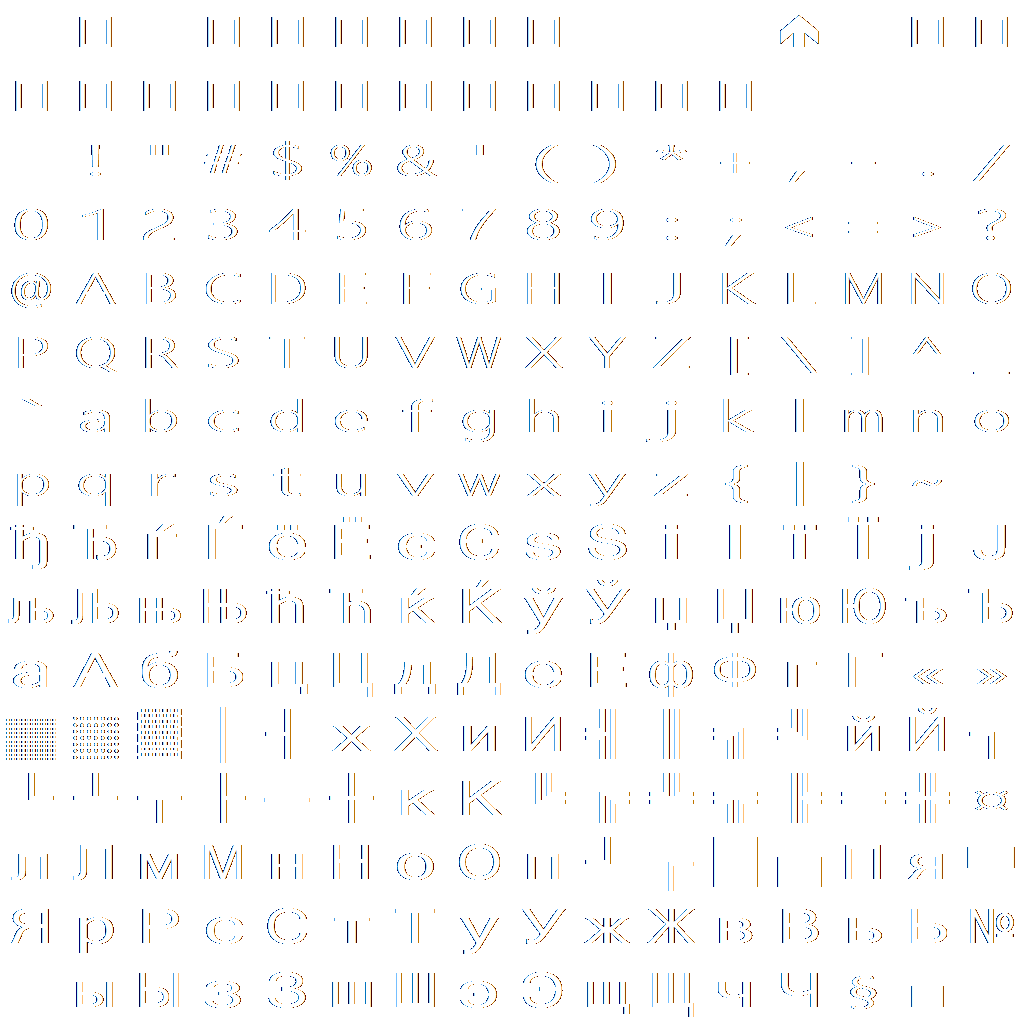 ! " # $ % & ' ( ) * + , - . /
0 1 2 3 4 5 6 7 8 9 : ; < = > ?
@ A B C D E F G H I J K L M N O
P Q R S T U V W X Y Z [ \ ] ^ _
` a b c d e f g h i j k l m n o
p q r s t u v w x y z { | } ~
ђ Ђ ѓ Ѓ ё Ё є Є ѕ Ѕ і І ї Ї ј Ј
љ Љ њ Њ ћ Ћ ќ Ќ ў Ў џ Џ ю Ю ъ Ъ
а А б Б ц Ц д Д е Е ф Ф г Г « »
░ ▒ ▓ │ ┤ х Х и И ╣ ║ ╗ ╝ й Й ┐
└ ┴ ┬ ├ ─ ┼ к К ╚ ╔ ╩ ╦ ╠ ═ ╬ ¤
л Л м М н Н о О п ┘ ┌ █ ▄ П я ▀
Я р Р с С т Т у У ж Ж в В ь Ь №
ы Ы з З ш Ш э Э щ Щ ч Ч § ■